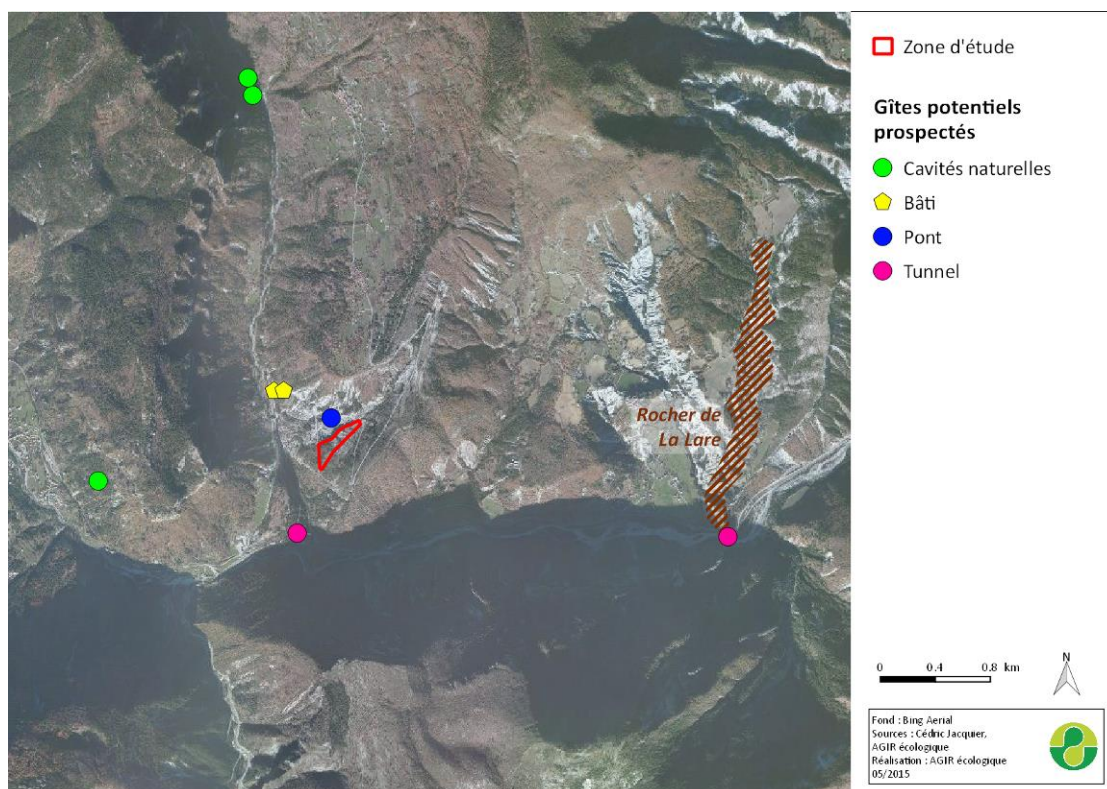 Zone d'étude
Gîtes potentiels
prospectés
Cavités naturelles
Bâti
Pont
Tunnel
Rocher de
La Lare
0 0.4 0.8 km
N
Fond : Bing Aerial
Sources : Cédric Jacquier,
AGIR écologique
Réalisation : AGIR écologique
05/2015